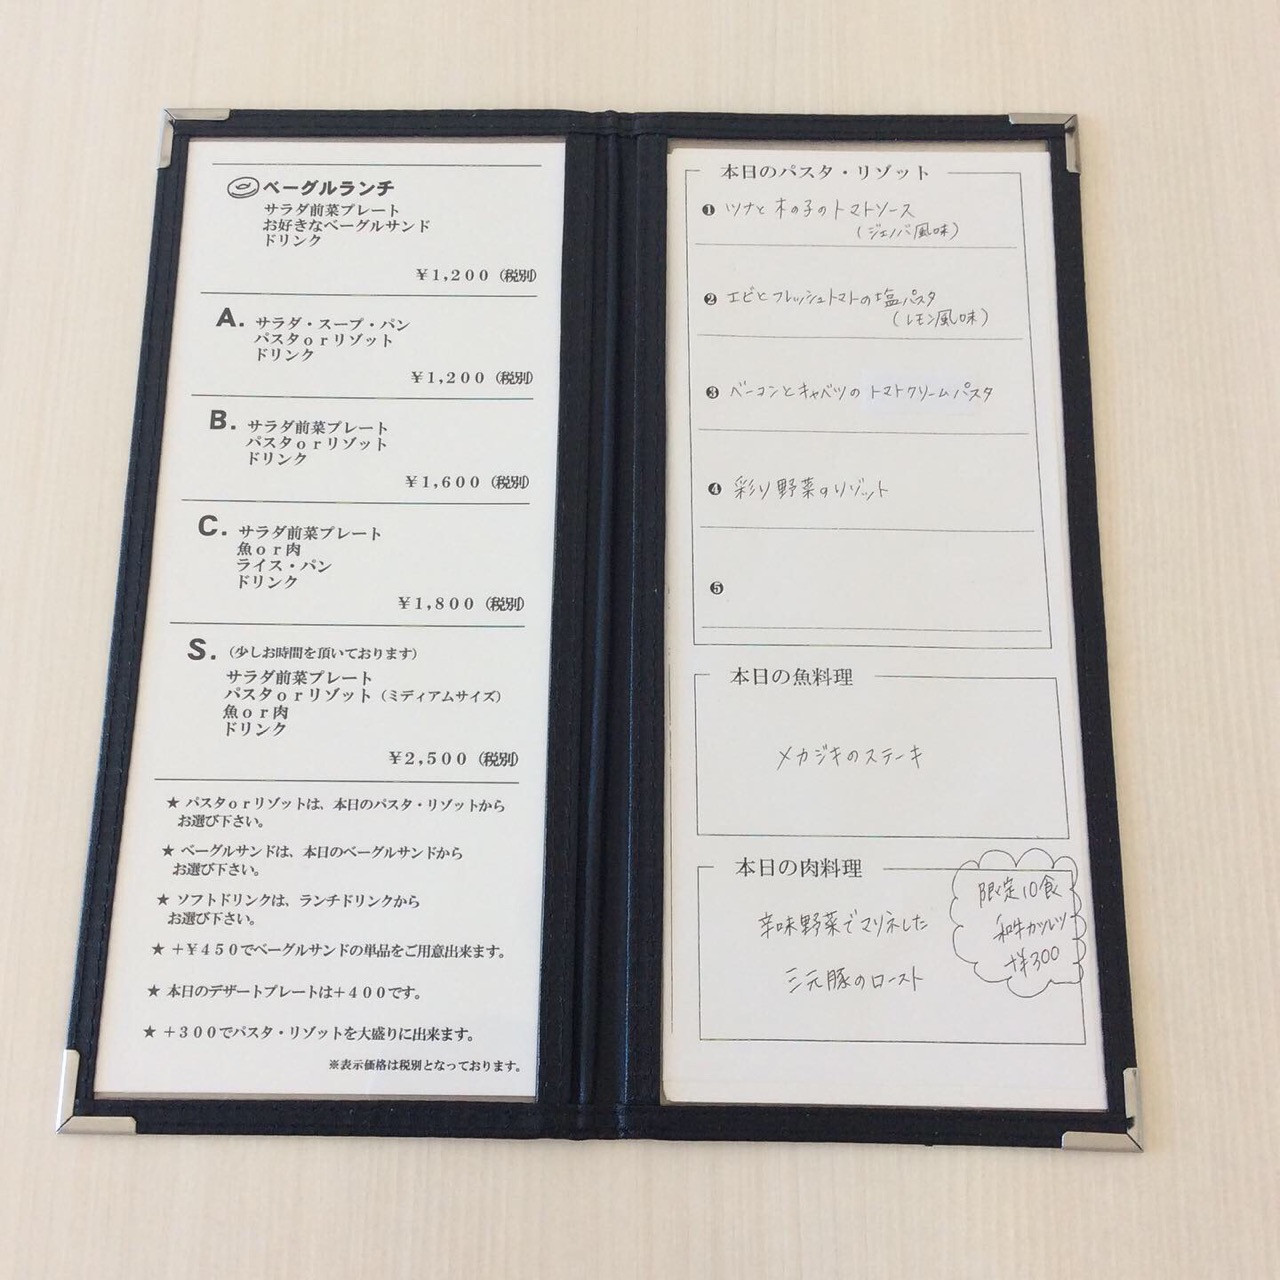 ベーグルランチ
サラダ前菜プレート
お好きなベーグルサンド
ドリンク
￥1,200（税別）
A. サラダ・スープ・パン
パスタorリゾット
ドリンク
￥1,200（税別）
B. サラダ前菜プレート
パスタorリゾット
ドリンク
￥1,600（税別）
C. サラダ前菜プレート
魚or肉
ライス・パン
ドリンク
￥1,800（税別）
S.（少しお時間を頂いております）
サラダ前菜プレート
パスタorリゾット（ミディアムサイズ）
魚or肉
ドリンク
￥2,500（税別）
★ パスタorリゾットは、本日のパスタ・リゾットから
お選び下さい。
★ ベーグルサンドは、本日のベーグルサンドから
お選び下さい。
★ ソフトドリンクは、ランチドリンクから
お選び下さい。
★ ＋￥450でベーグルサンドの単品をご用意出来ます。
★ 本日のデザートプレートは＋400です。
★ ＋300でパスタ・リゾットを大盛りに出来ます。
※表示価格は税別となっております。
本日のパスタ・リゾット
❶ ツナと木の子のトマトソース
（ジェノバ風味）
❷ エビとフレッシュトマトの塩パスタ
（レモン風味）
❸ ベーコンとキャベツのトマトクリームパスタ
❹ 彩り野菜のリゾット
❺
本日の魚料理
メカジキのステーキ
本日の肉料理
辛味野菜でマリネした
三元豚のロースト
限定10食
和牛カツレツ
+¥300